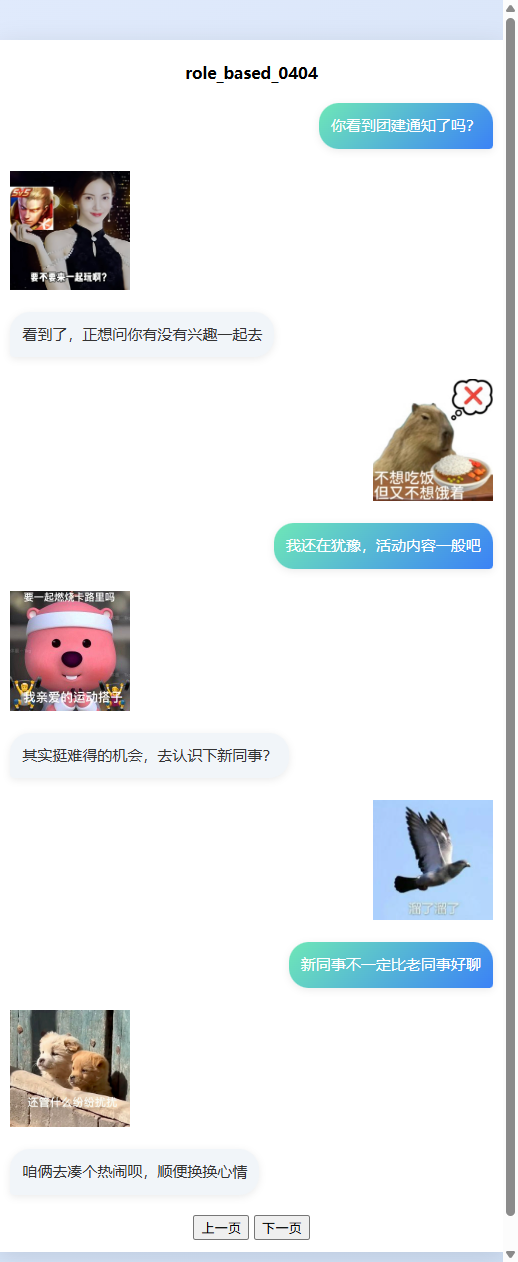 role_based_0404
你看到团建通知了吗？
5V5
要不要来一起玩啊？
看到了，正想问你有没有兴趣一起去
不想吃饭
但又不想饿着
我还在犹豫，活动内容一般吧
要一起燃烧卡路里吗
我亲爱的运动搭子
其实挺难得的机会，去认识下新同事？
溜了溜了
新同事不一定比老同事好聊
还管什么纷纷扰扰
咱俩去凑个热闹呗，顺便换换心情
上一页 下一页